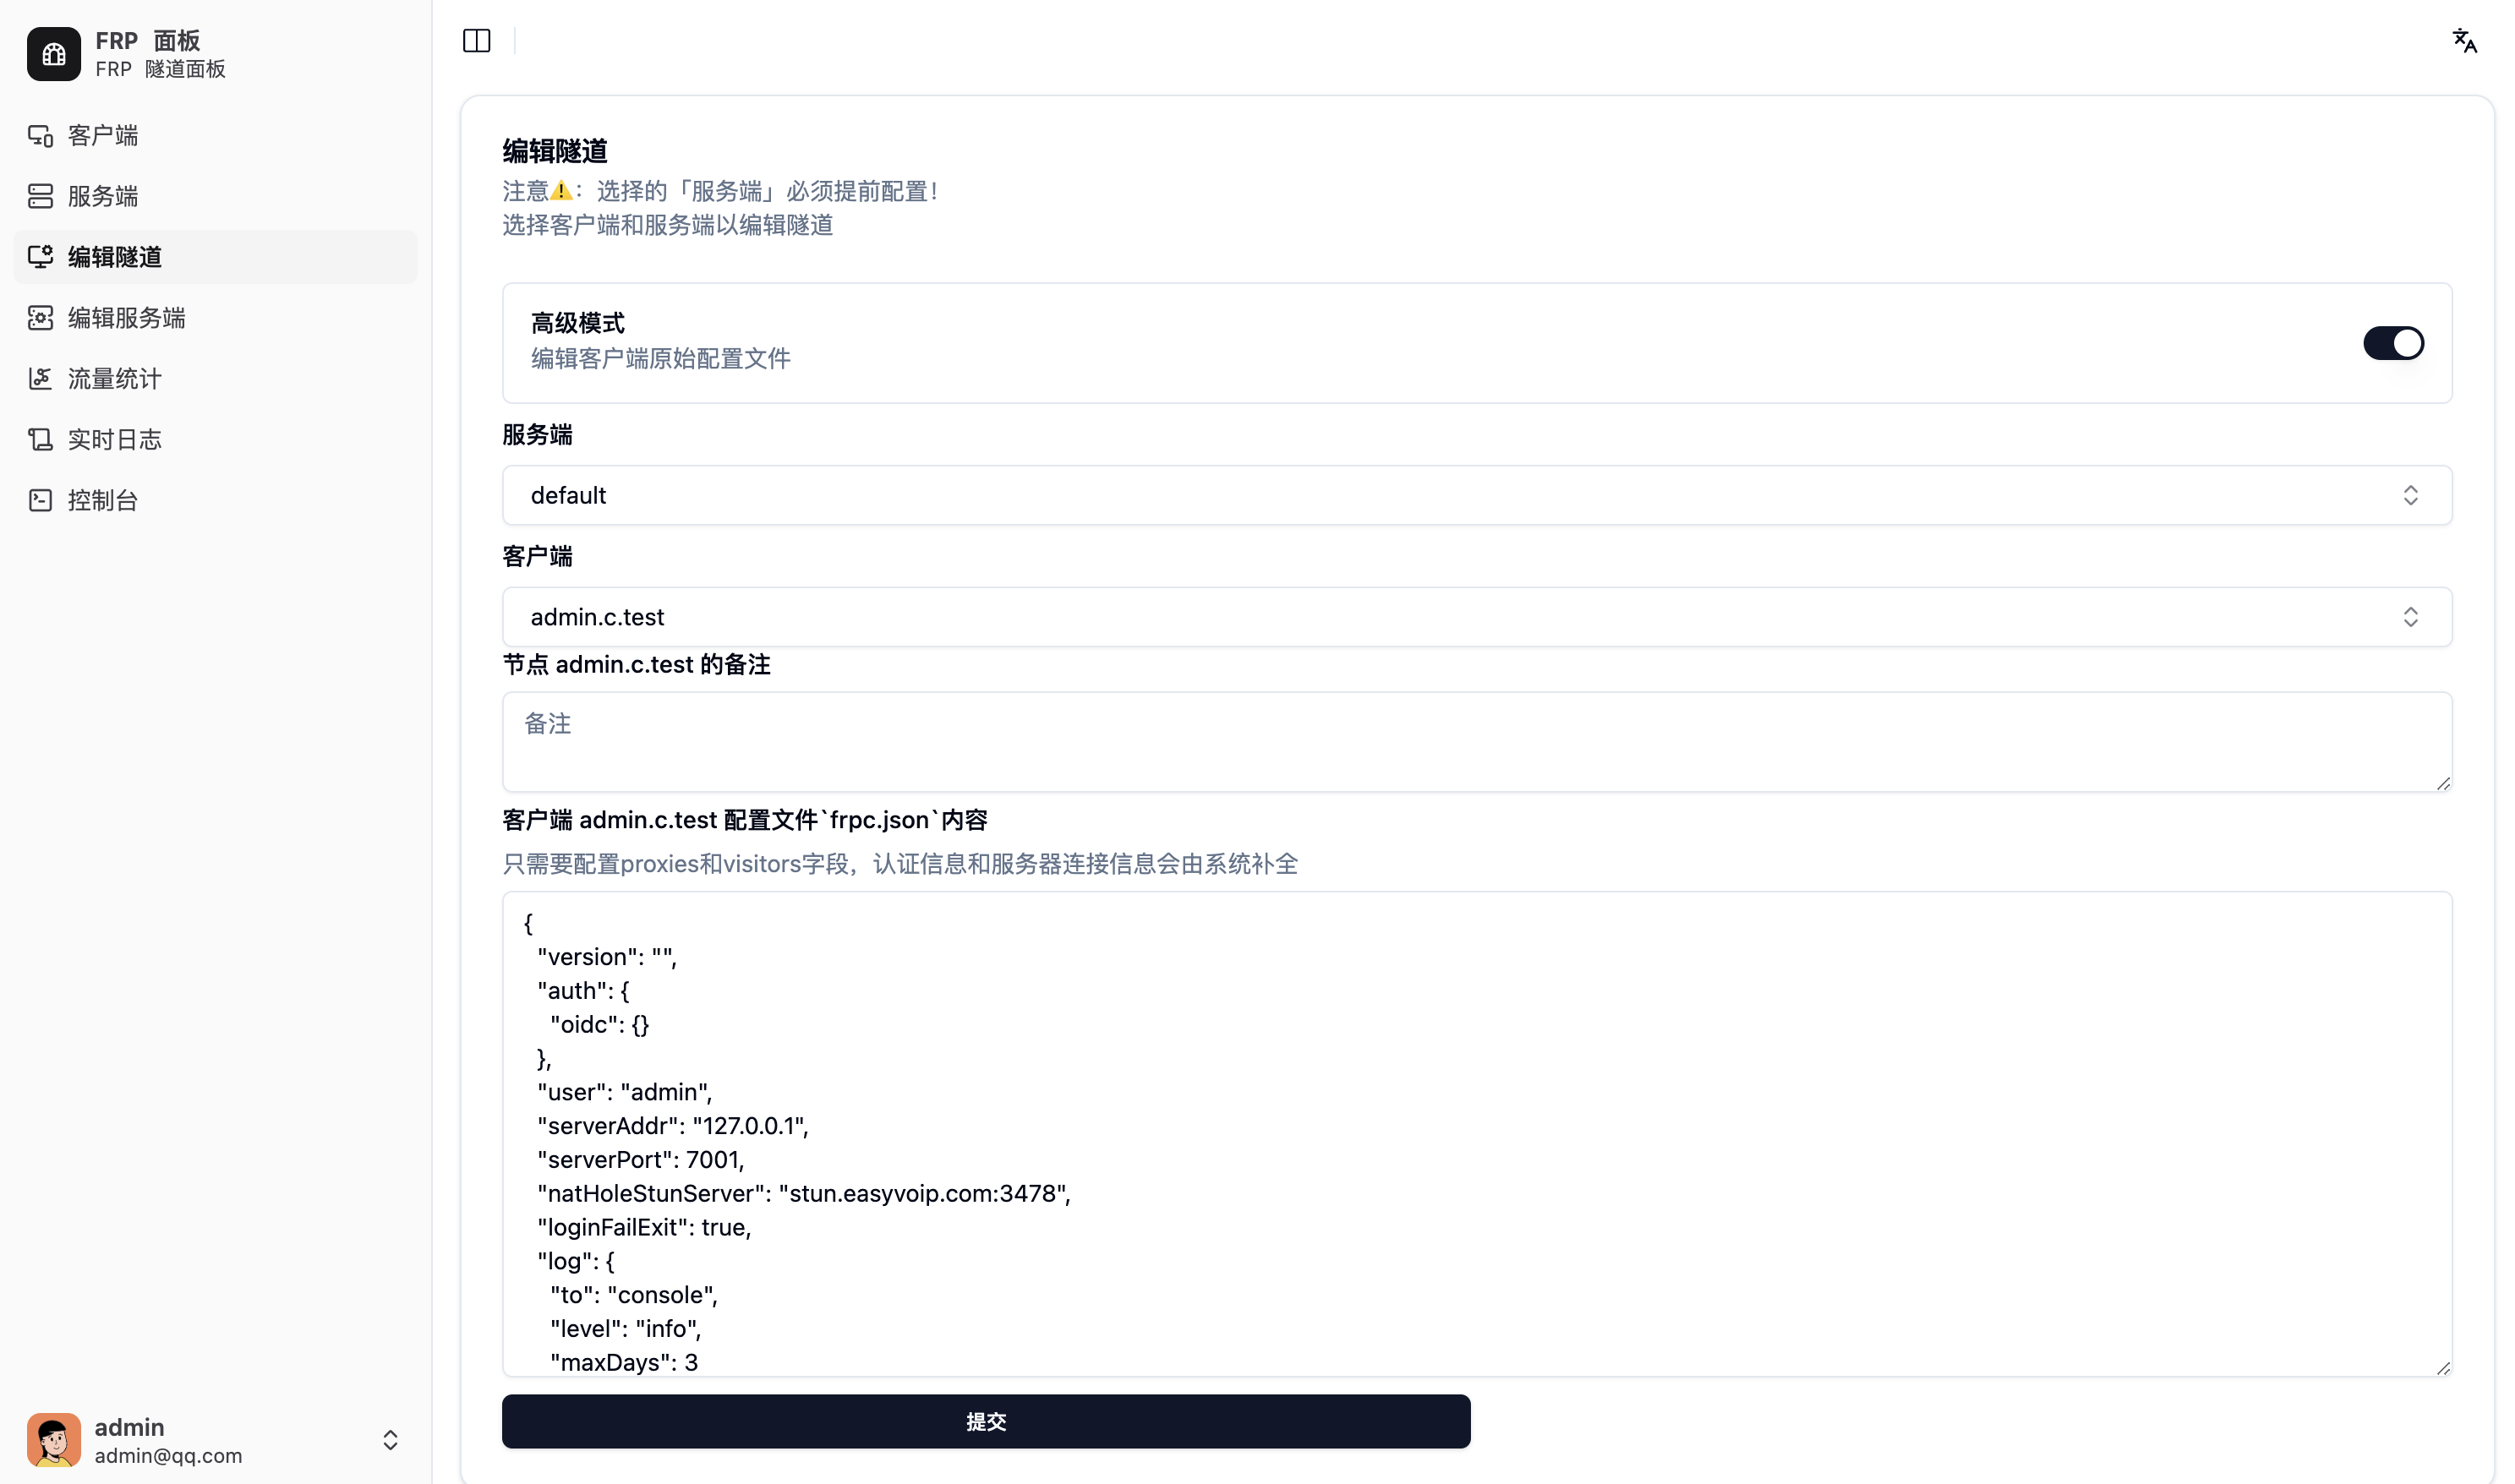 FRP 面板
FRP 隧道面板
客户端
服务端
编辑隧道
编辑服务端
流量统计
实时日志
控制台
admin
admin@qq.com
编辑隧道
注意⚠️：选择的「服务端」必须提前配置！
选择客户端和服务端以编辑隧道
高级模式
编辑客户端原始配置文件
服务端
default
客户端
admin.c.test
节点 admin.c.test 的备注
备注
客户端 admin.c.test 配置文件`frpc.json`内容
只需要配置proxies和visitors字段，认证信息和服务器连接信息会由系统补全
{
  "version": "",
  "auth": {
    "oidc": {}
  },
  "user": "admin",
  "serverAddr": "127.0.0.1",
  "serverPort": 7001,
  "natHoleStunServer": "stun.easyvoip.com:3478",
  "loginFailExit": true,
  "log": {
    "to": "console",
    "level": "info",
    "maxDays": 3
提交